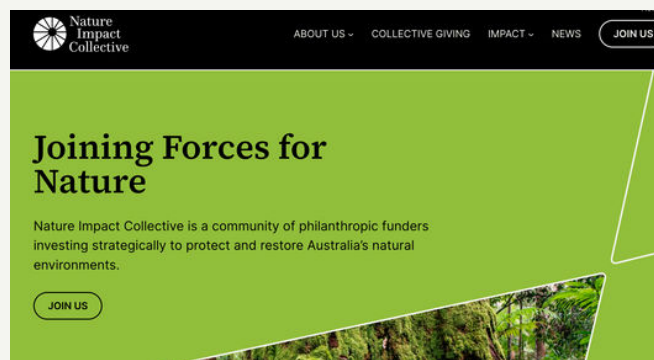 Nature
Impact
Collective
ABOUT US
COLLECTIVE GIVING
IMPACT
NEWS
JOIN US
Joining Forces for
Nature
Nature Impact Collective is a community of philanthropic funders
investing strategically to protect and restore Australia's natural
environments.
JOIN US